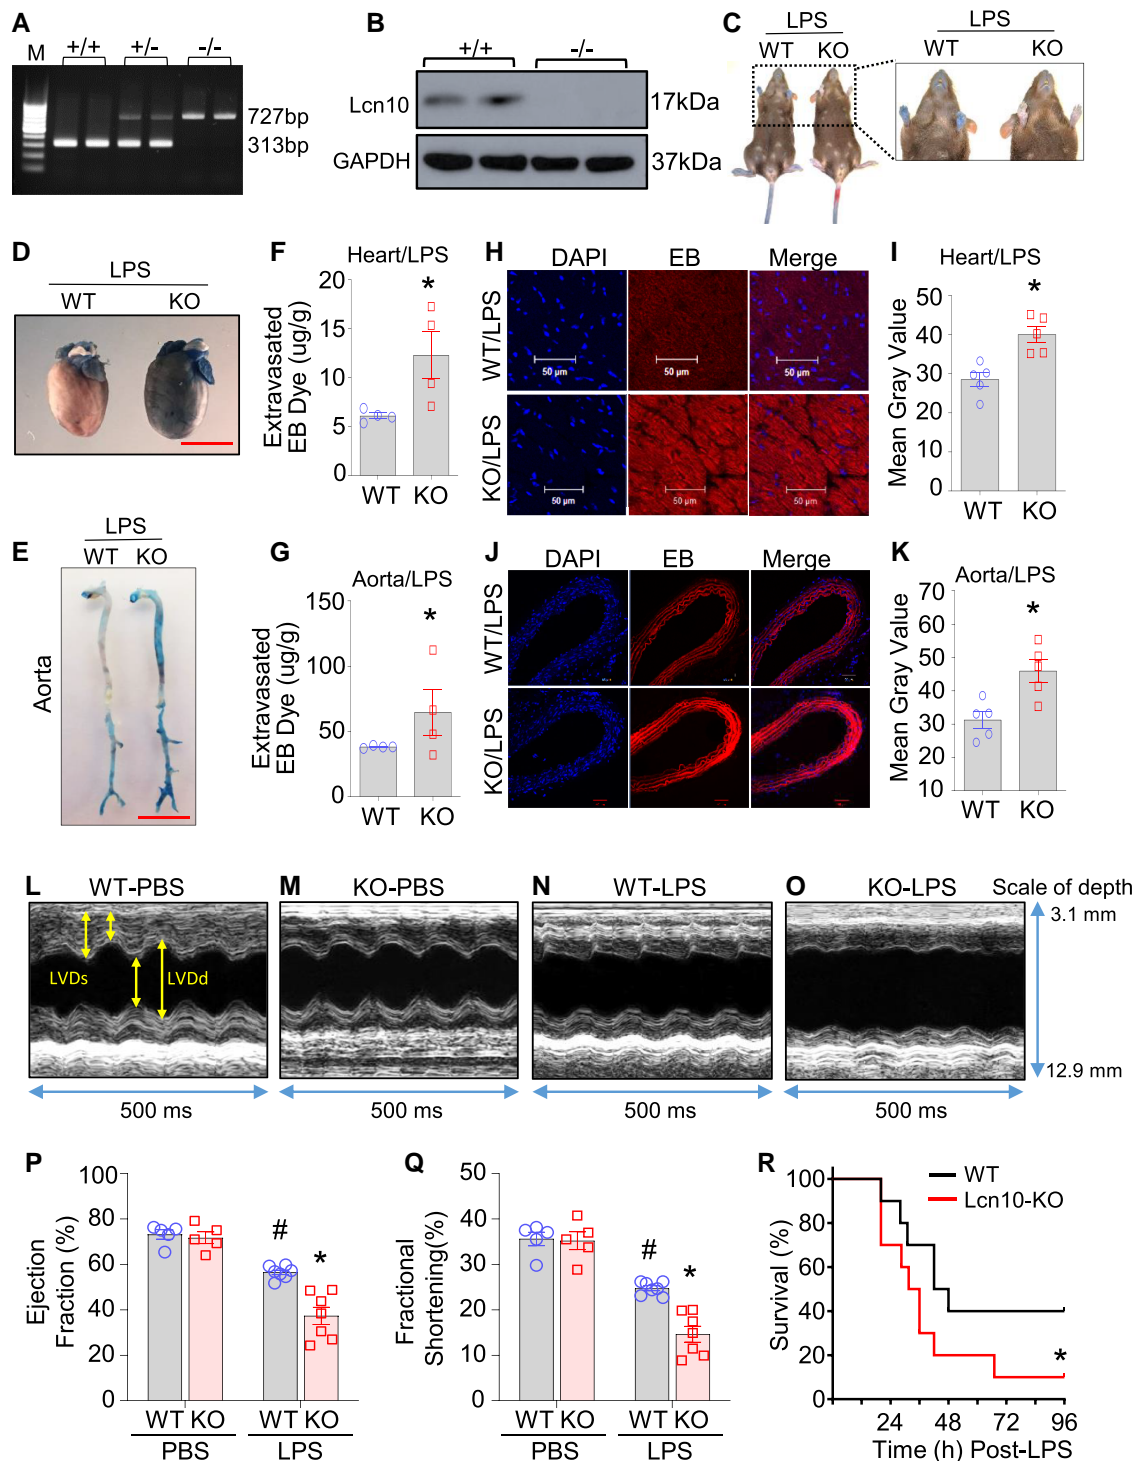 A
M +/+ +/- -/-
727bp
313bp
B
+/+ -/-
Lcn10 17kDa
GAPDH 37kDa
C
LPS
WT KO
LPS
WT KO
D
LPS
WT KO
E
LPS
WT KO
Aorta
F
Heart/LPS
Extravasated
EB Dye (ug/g)
20
15
10
5
0
*
WT KO
G
Aorta/LPS
Extravasated
EB Dye (ug/g)
150
100
50
0
*
WT KO
H
DAPI EB Merge
WT/LPS
50 µm 50 µm 50 µm
KO/LPS
50 µm 50 µm 50 µm
I
Heart/LPS
Mean Gray Value
50
40
30
20
10
0
*
WT KO
J
DAPI EB Merge
WT/LPS
KO/LPS
K
Aorta/LPS
Mean Gray Value
70
60
50
40
30
20
10
*
WT KO
L WT-PBS
LVDs LVDd
500 ms
M KO-PBS
500 ms
N WT-LPS
500 ms
O KO-LPS
500 ms
Scale of depth
3.1 mm
12.9 mm
P
Ejection
Fraction (%)
100
80
60
40
20
0
# *
WT KO WT KO
PBS LPS
Q
Fractional
Shortening(%)
50
40
30
20
10
0
# *
WT KO WT KO
PBS LPS
R
WT
Lcn10-KO
Survival (%)
100
80
60
40
20
0
*
24 48 72 96
Time (h) Post-LPS